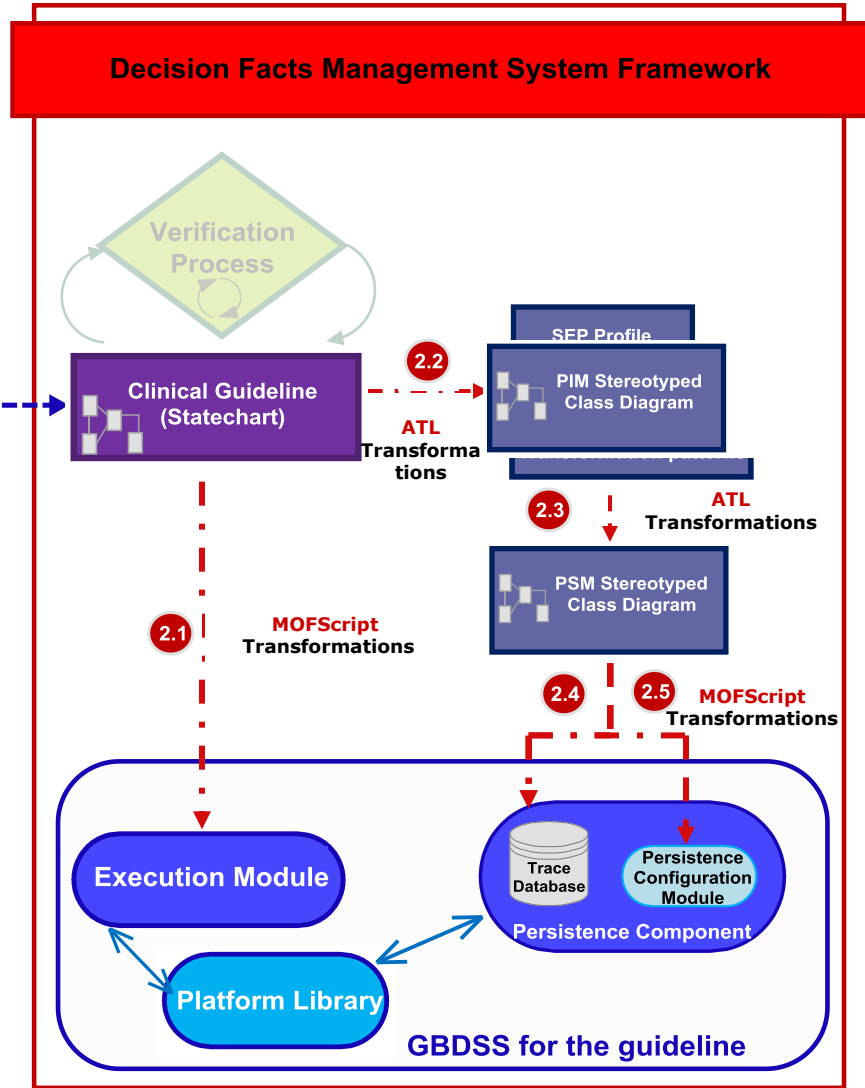 Decision Facts Management System Framework
Verification
Process
SEP Profile
2.2
Clinical Guideline
(Statechart)
PIM Stereotyped
Class Diagram
ATL
Transforma
tions
2.3
ATL
Transformations
PSM Stereotyped
Class Diagram
2.1
MOFScript
Transformations
2.4
2.5
MOFScript
Transformations
Execution Module
Trace
Database
Persistence
Configuration
Module
Persistence Component
Platform Library
GBDSS for the guideline